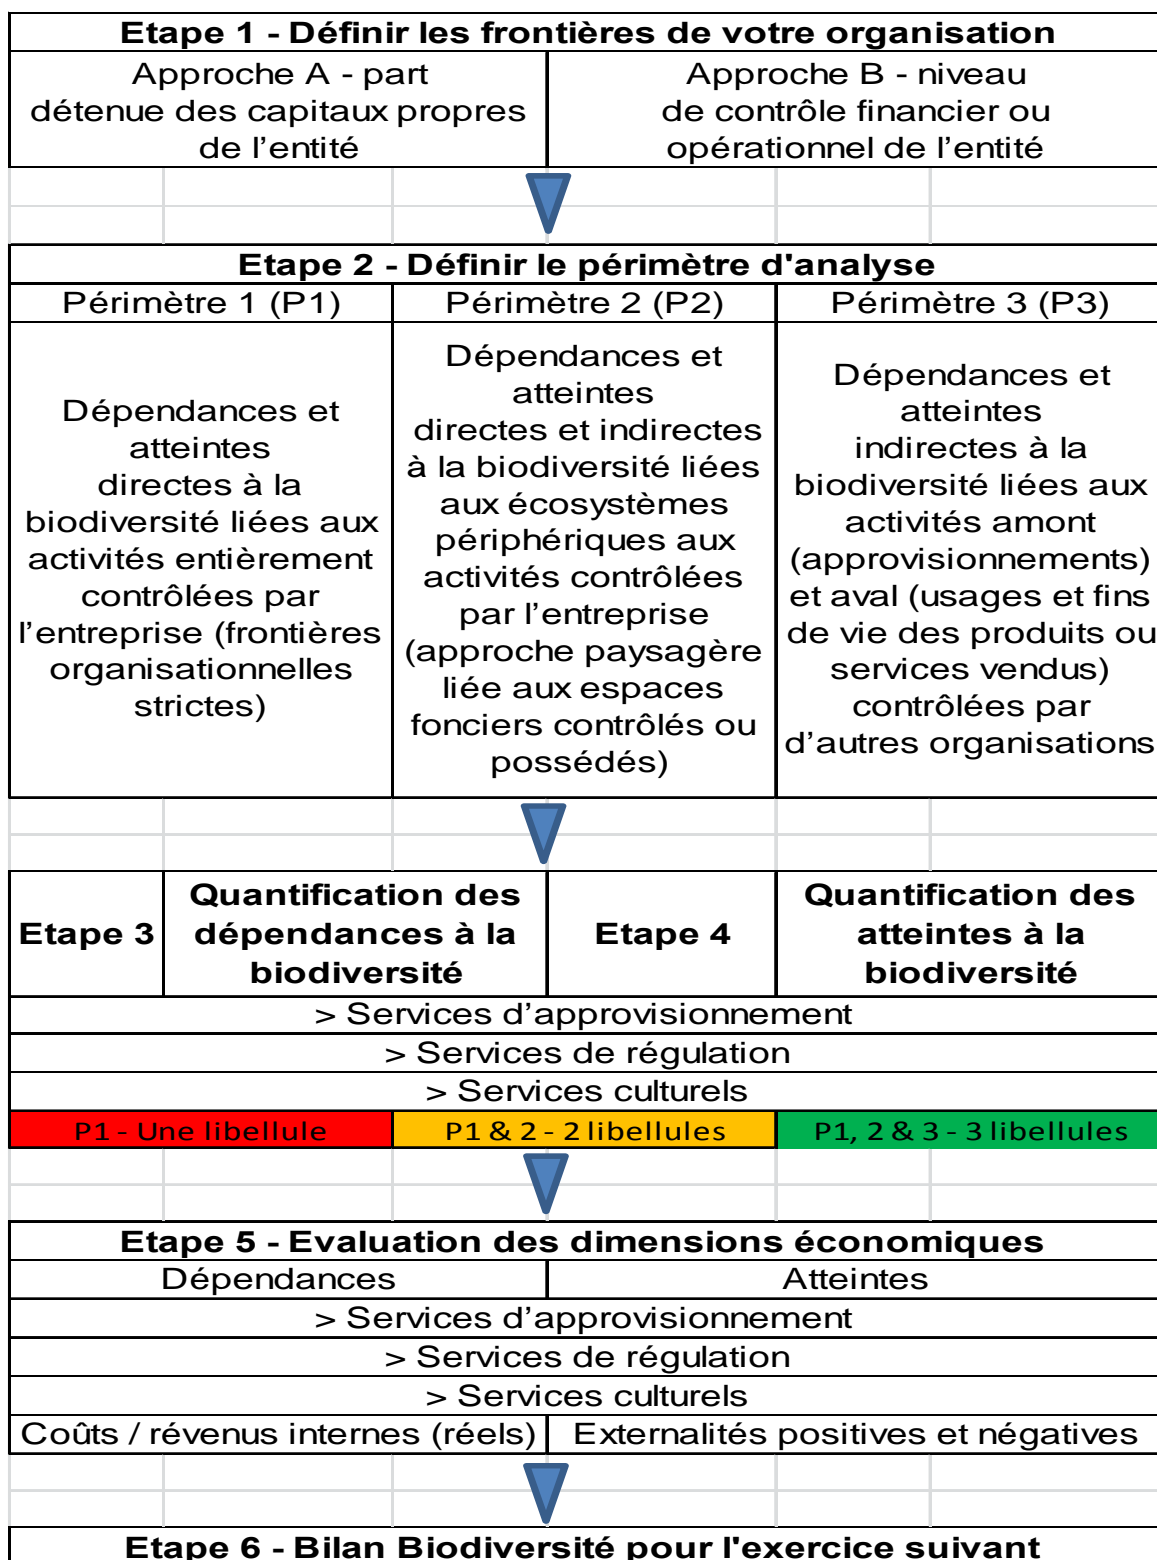 Etape 1 - Définir les frontières de votre organisation
Approche A - part
détenue des capitaux propres
de l'entité
Approche B - niveau
de contrôle financier ou
opérationnel de l'entité
Etape 2 - Définir le périmètre d'analyse
Périmètre 1 (P1)
Périmètre 2 (P2)
Périmètre 3 (P3)
Dépendances et
atteintes
directes à la
biodiversité liées aux
activités entièrement
contrôlées par
l'entreprise (frontières
organisationnelles
strictes)
Dépendances et
atteintes
directes et indirectes
à la biodiversité liées
aux écosystèmes
périphériques aux
activités contrôlées
par l'entreprise
(approche paysagère
liée aux espaces
fonciers contrôlés ou
possédés)
Dépendances et
atteintes
indirectes à la
biodiversité liées aux
activités amont
(approvisionnements)
et aval (usages et fins
de vie des produits ou
services vendus)
contrôlées par
d'autres organisations
Etape 3
Quantification des
dépendances à la
biodiversité
Etape 4
Quantification des
atteintes à la
biodiversité
> Services d'approvisionnement
> Services de régulation
> Services culturels
P1 - Une libellule
P1 & 2 - 2 libellules
P1, 2 & 3 - 3 libellules
Etape 5 - Evaluation des dimensions économiques
Dépendances
Atteintes
> Services d'approvisionnement
> Services de régulation
> Services culturels
Coûts / révenus internes (réels)
Externalités positives et négatives
Etape 6 - Bilan Biodiversité pour l'exercice suivant